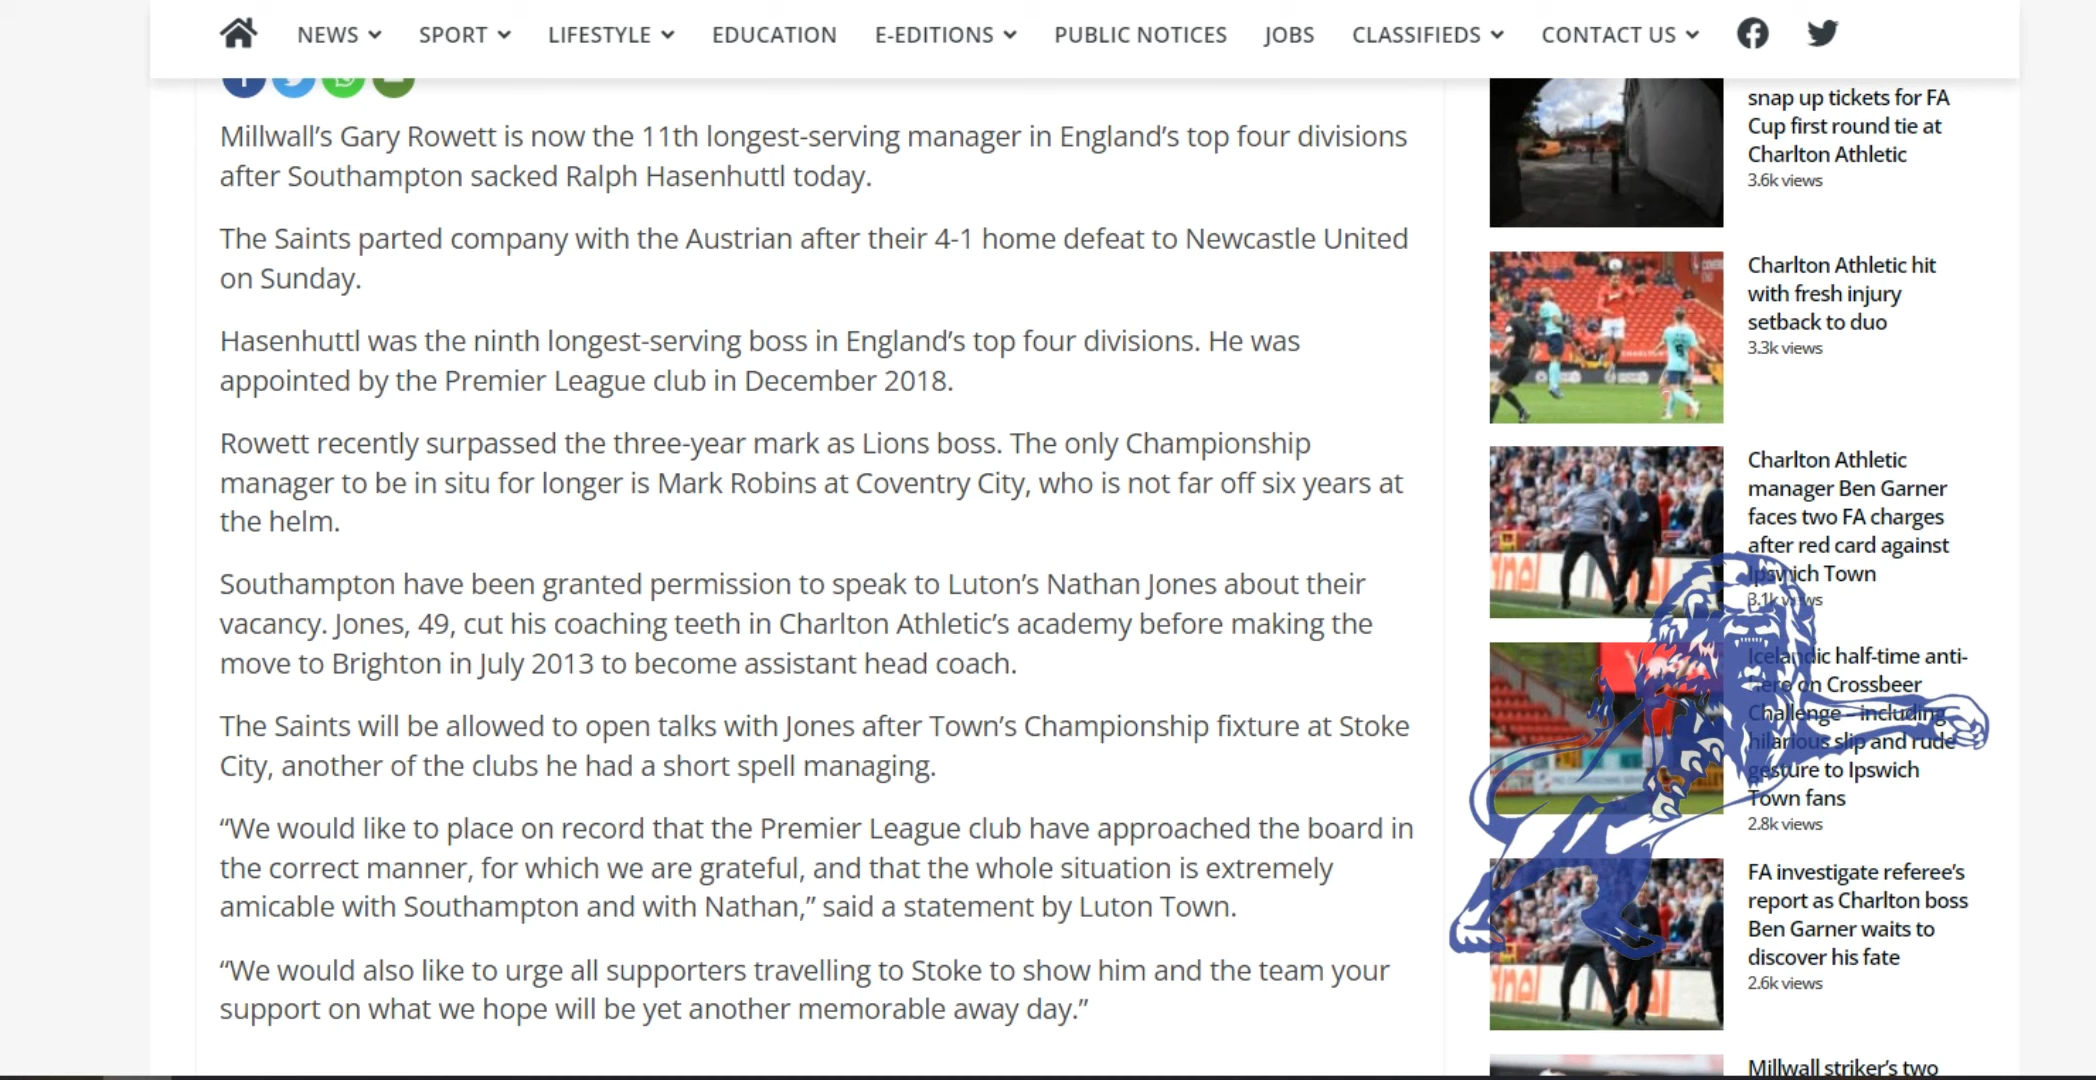 NEWS SPORT LIFESTYLE EDUCATION E-EDITIONS PUBLIC NOTICES JOBS CLASSIFIEDS CONTACT US
Millwall’s Gary Rowett is now the 11th longest-serving manager in England’s top four divisions
after Southampton sacked Ralph Hasenhuttl today.
The Saints parted company with the Austrian after their 4-1 home defeat to Newcastle United
on Sunday.
Hasenhuttl was the ninth longest-serving boss in England’s top four divisions. He was
appointed by the Premier League club in December 2018.
Rowett recently surpassed the three-year mark as Lions boss. The only Championship
manager to be in situ for longer is Mark Robins at Coventry City, who is not far off six years at
the helm.
Southampton have been granted permission to speak to Luton’s Nathan Jones about their
vacancy. Jones, 49, cut his coaching teeth in Charlton Athletic’s academy before making the
move to Brighton in July 2013 to become assistant head coach.
The Saints will be allowed to open talks with Jones after Town’s Championship fixture at Stoke
City, another of the clubs he had a short spell managing.
“We would like to place on record that the Premier League club have approached the board in
the correct manner, for which we are grateful, and that the whole situation is extremely
amicable with Southampton and with Nathan,” said a statement by Luton Town.
“We would also like to urge all supporters travelling to Stoke to show him and the team your
support on what we hope will be yet another memorable away day.”
snap up tickets for FA
Cup first round tie at
Charlton Athletic
3.6k views
Charlton Athletic hit
with fresh injury
setback to duo
3.3k views
Charlton Athletic
manager Ben Garner
faces two FA charges
after red card against
Ipswich Town
3.1k views
Icelandic half-time anti-
hero on Crossbeer
Challenge – including
hilarious slip and rude
gesture to Ipswich
Town fans
2.8k views
FA investigate referee’s
report as Charlton boss
Ben Garner waits to
discover his fate
2.6k views
Millwall striker’s two